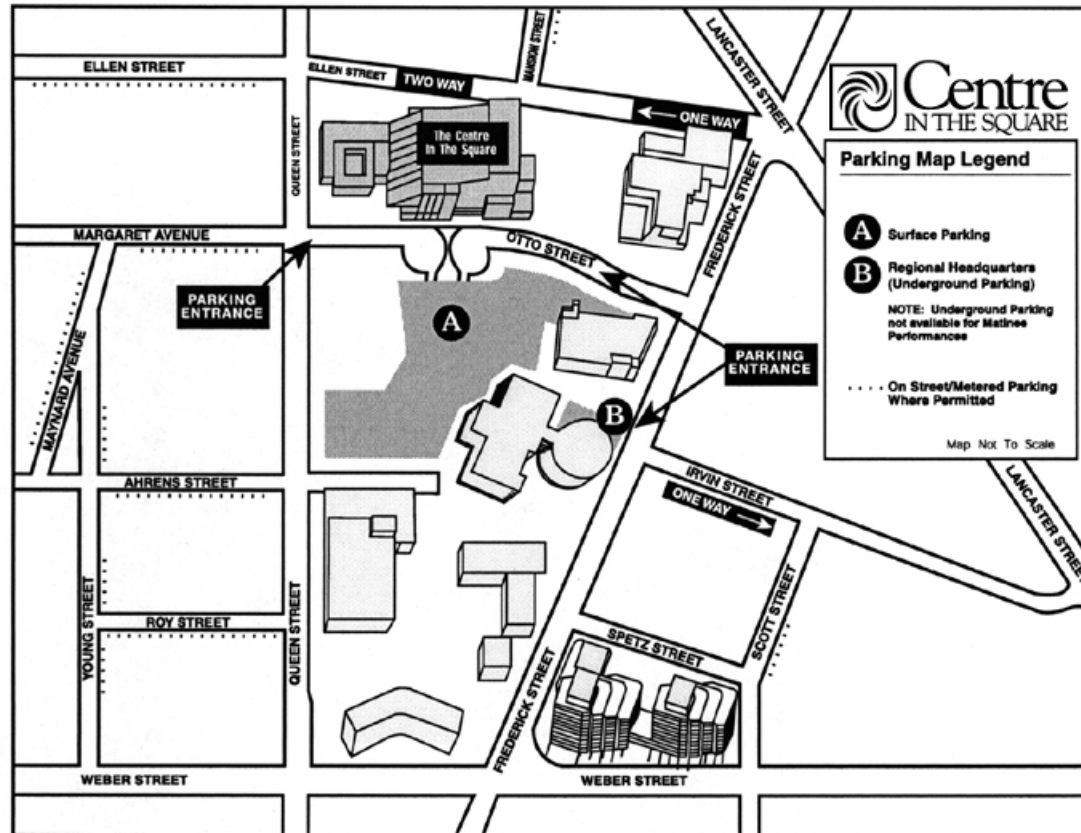 ELLEN STREET
ELLEN STREET
TWO WAY
MANSION STREET
LANCASTER STREET
← ONE WAY
Centre
IN THE SQUARE
The Centre
In The Square
QUEEN STREET
FREDERICK STREET
Parking Map Legend
A Surface Parking
B Regional Headquarters
(Underground Parking)
NOTE: Underground Parking
not available for Matinee
Performances
. . . . On Street/Metered Parking
Where Permitted
Map Not To Scale
MARGARET AVENUE
OTTO STREET
PARKING
ENTRANCE
A
PARKING
ENTRANCE
B
MAYNARD AVENUE
AHRENS STREET
IRVIN STREET
ONE WAY →
LANCASTER STREET
YOUNG STREET
ROY STREET
QUEEN STREET
SPETZ STREET
SCOTT STREET
FREDERICK STREET
WEBER STREET
WEBER STREET